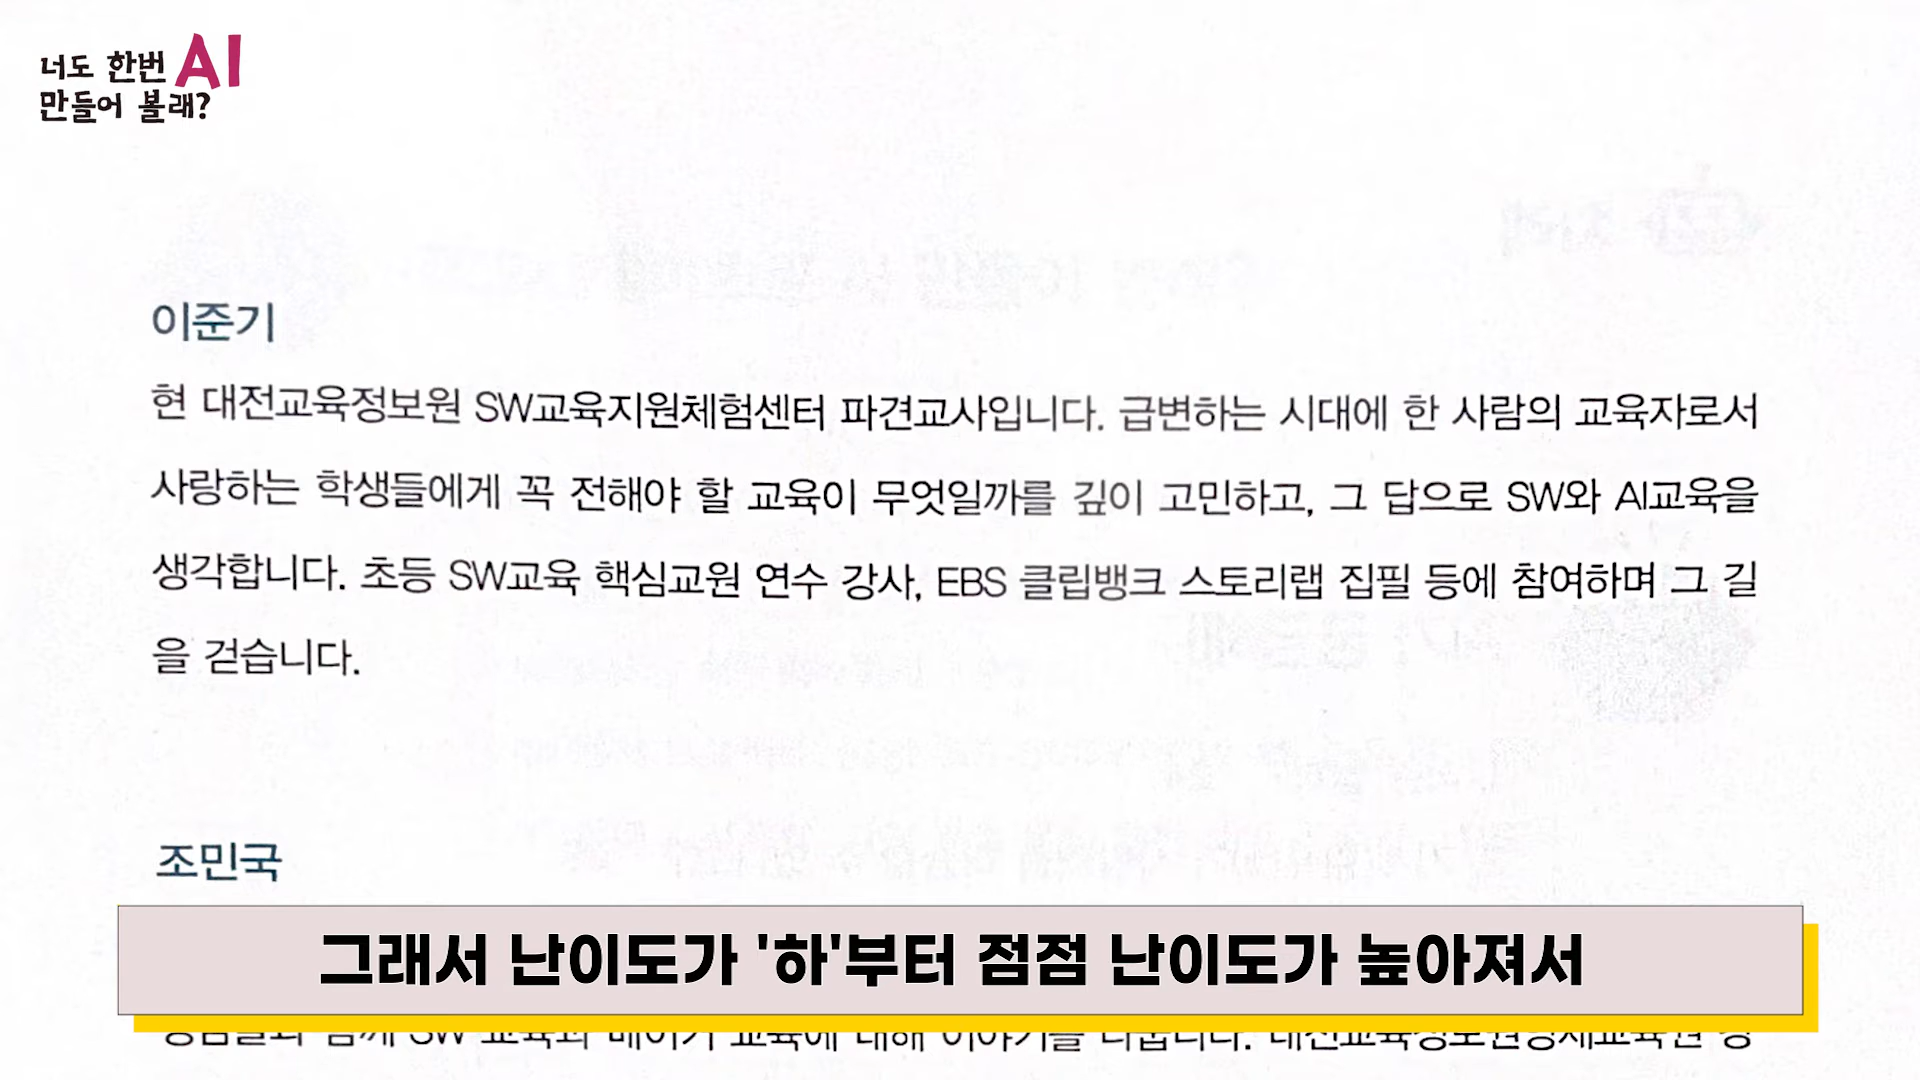 너도 한번 AI
만들어 볼래?
이준기
현 대전교육정보원 SW교육지원체험센터 파견교사입니다. 급변하는 시대에 한 사람의 교육자로서
사랑하는 학생들에게 꼭 전해야 할 교육이 무엇일까를 깊이 고민하고, 그 답으로 SW와 AI교육을
생각합니다. 초등 SW교육 핵심교원 연수 강사, EBS 클립뱅크 스토리랩 집필 등에 참여하며 그 길
을 걷습니다.
조민국
그래서 난이도가 '하'부터 점점 난이도가 높아져서